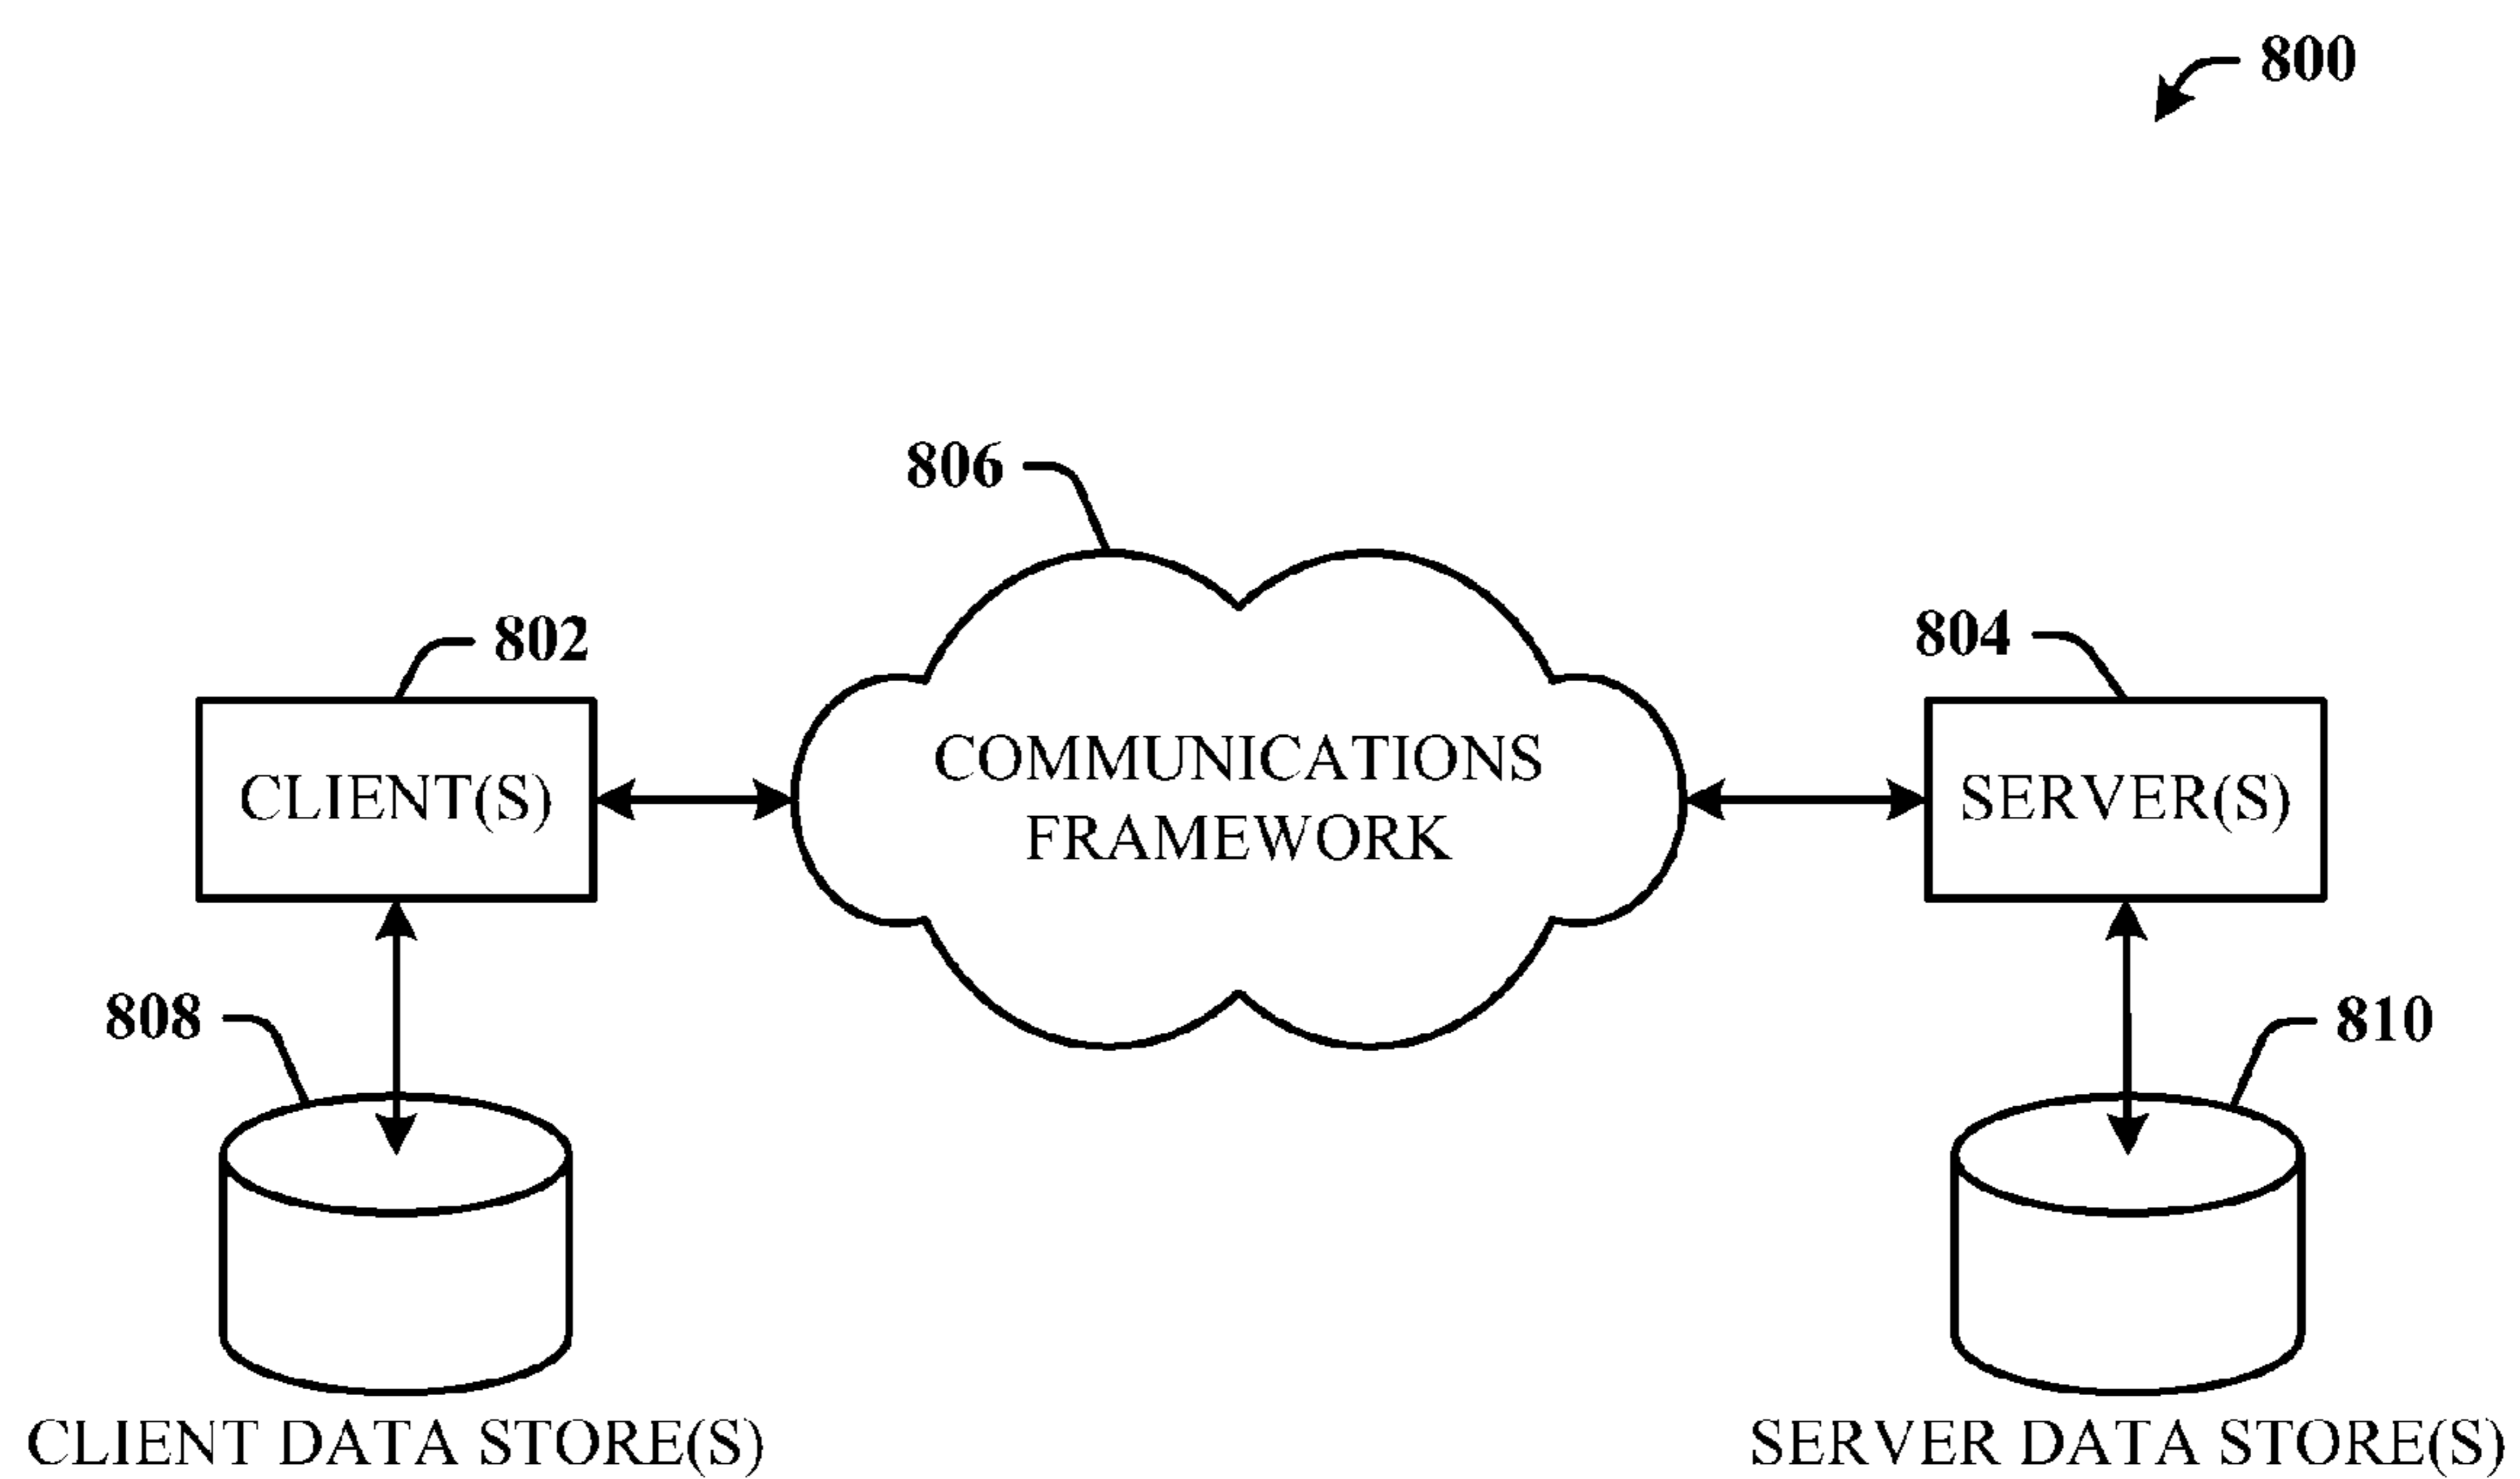 800
806
802
804
CLIENT(S)
COMMUNICATIONS
FRAMEWORK
SERVER(S)
808
810
CLIENT DATA STORE(S)
SERVER DATA STORE(S)